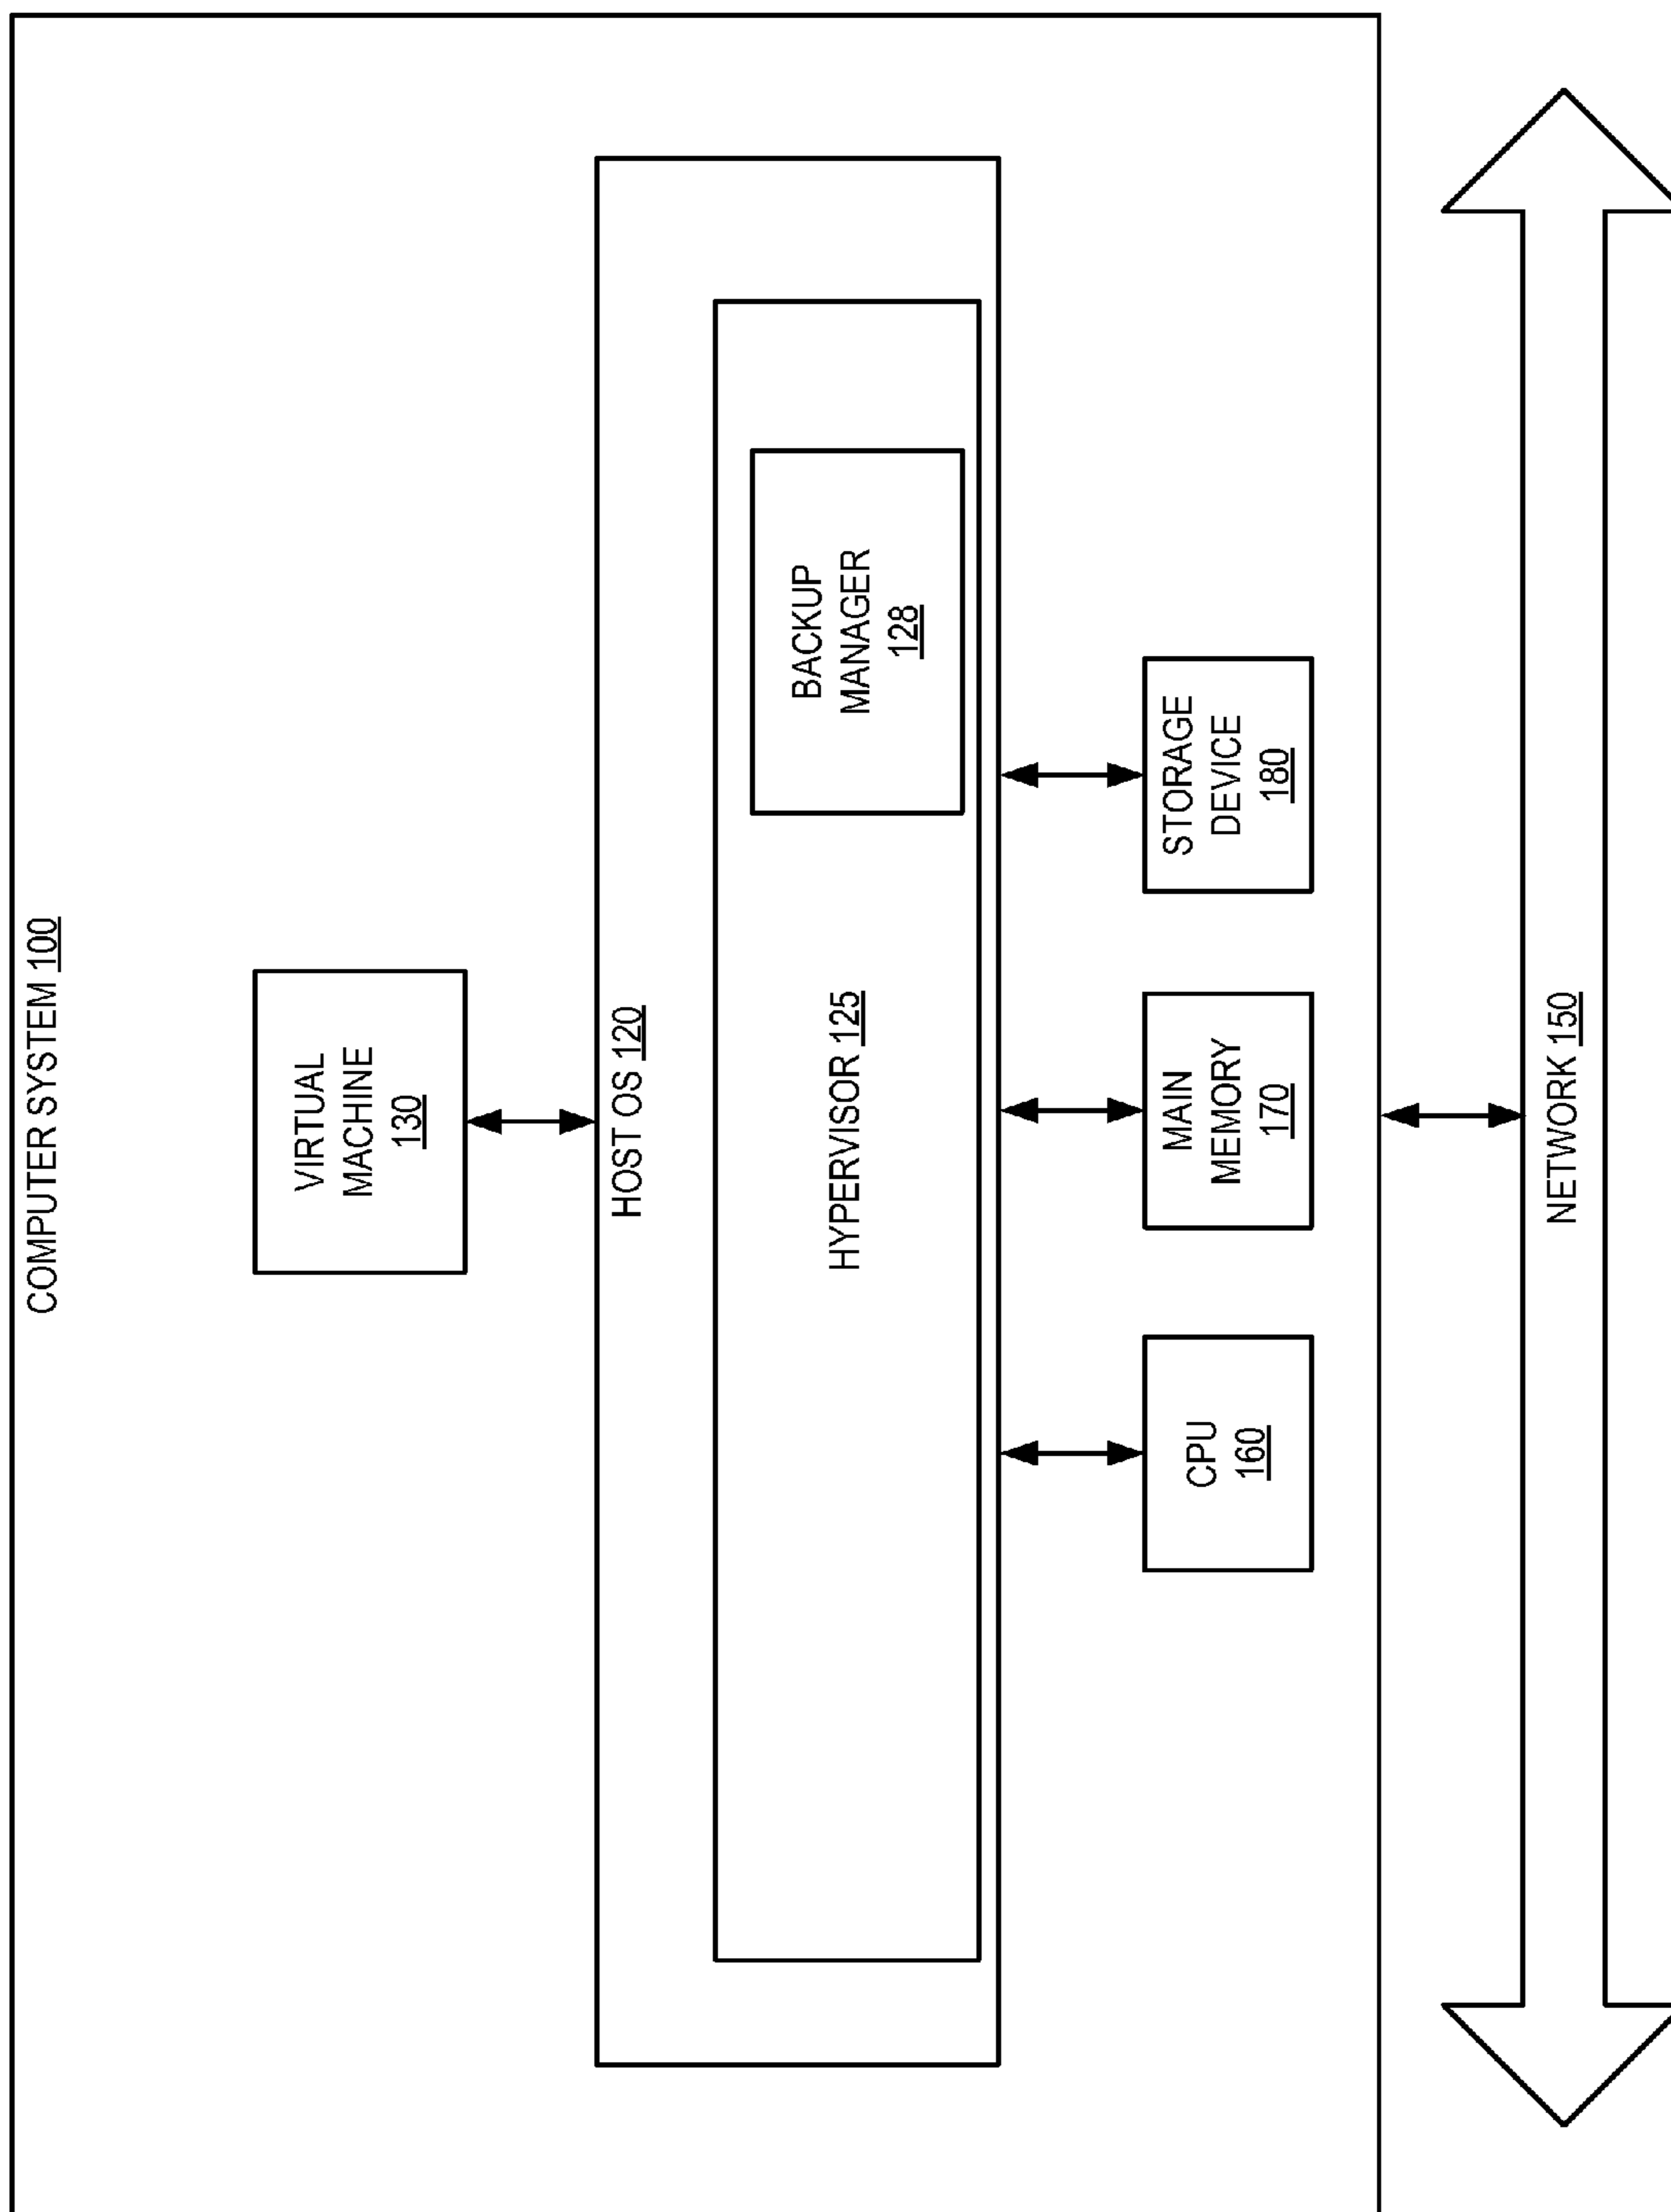 COMPUTER SYSTEM 100
VIRTUAL
MACHINE
130
HOST OS 120
HYPERVISOR 125
BACKUP
MANAGER
128
CPU
160
MAIN
MEMORY
170
STORAGE
DEVICE
180
NETWORK 150